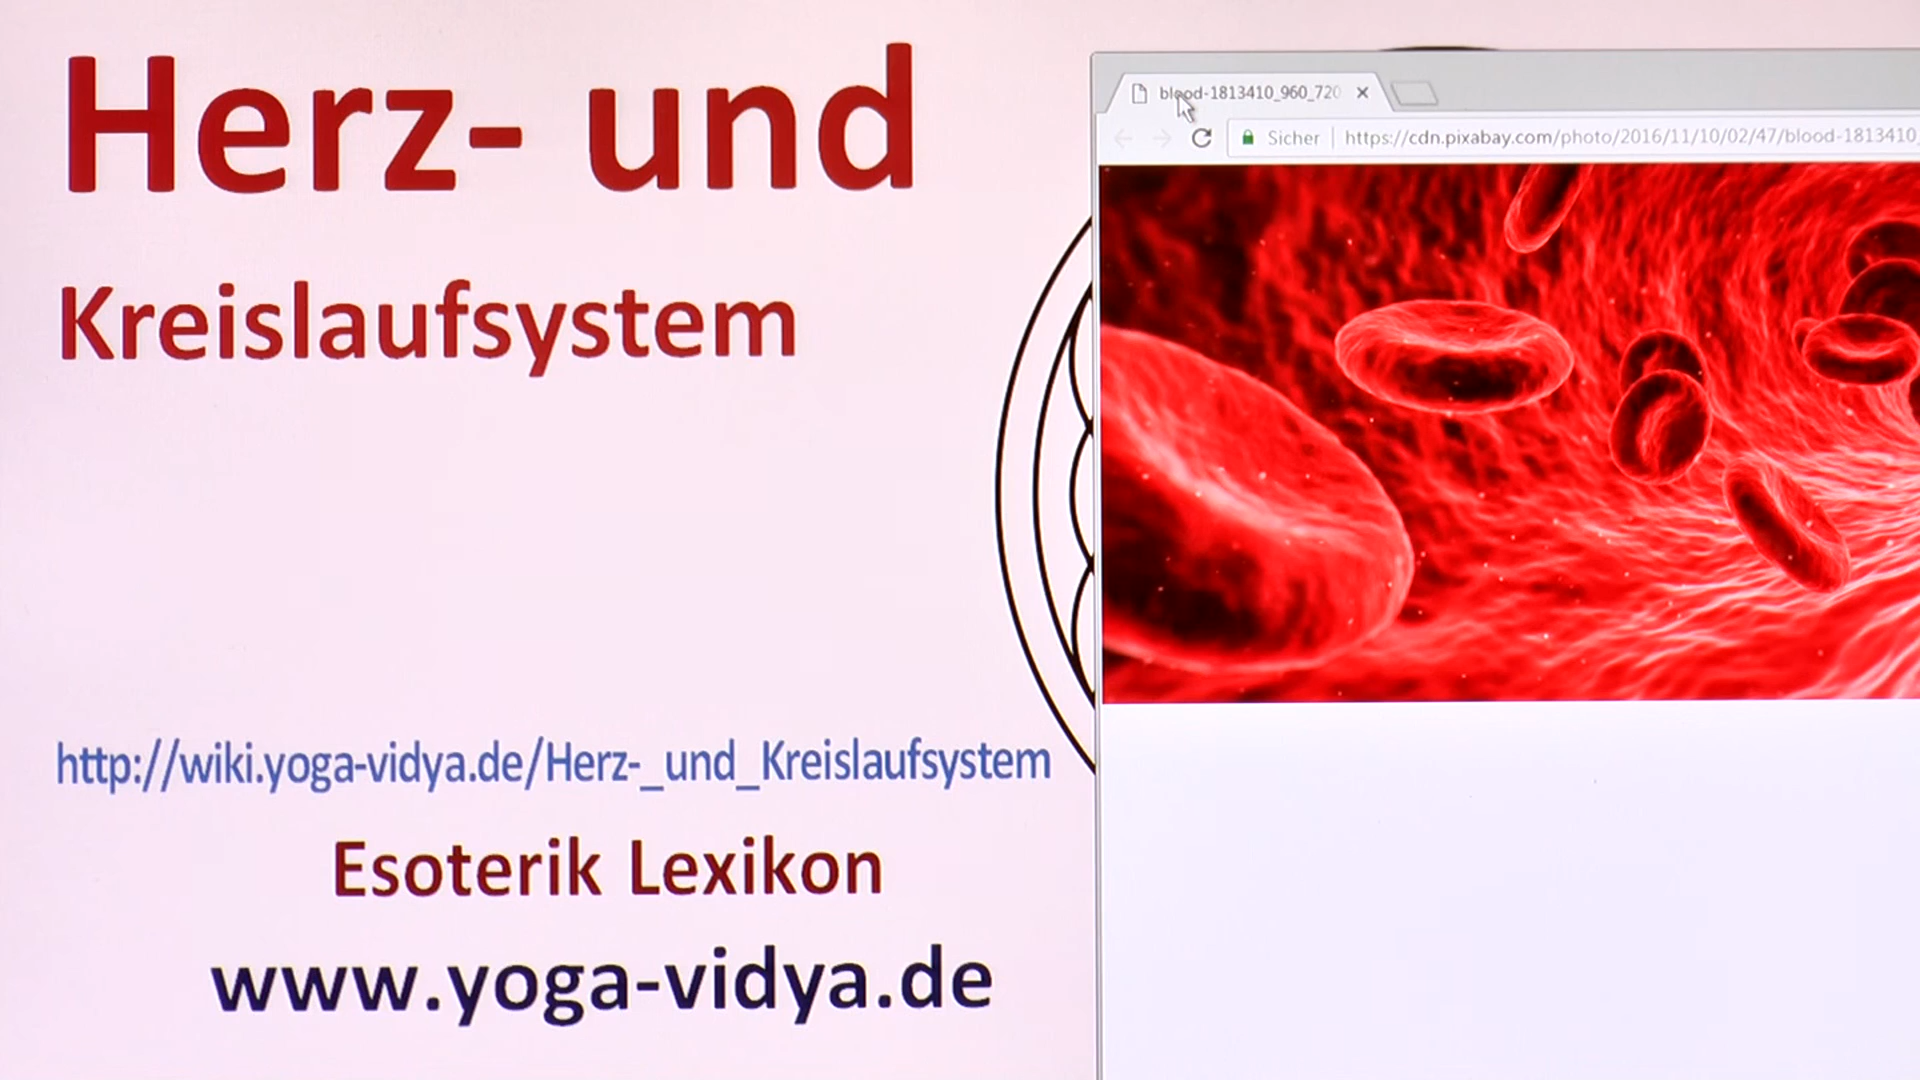 Herz- und
Kreislaufsystem
http://wiki.yoga-vidya.de/Herz-_und_Kreislaufsystem
Esoterik Lexikon
www.yoga-vidya.de
blood-1813410_960_720
Sicher
https://cdn.pixabay.com/photo/2016/11/10/02/47/blood-1813410